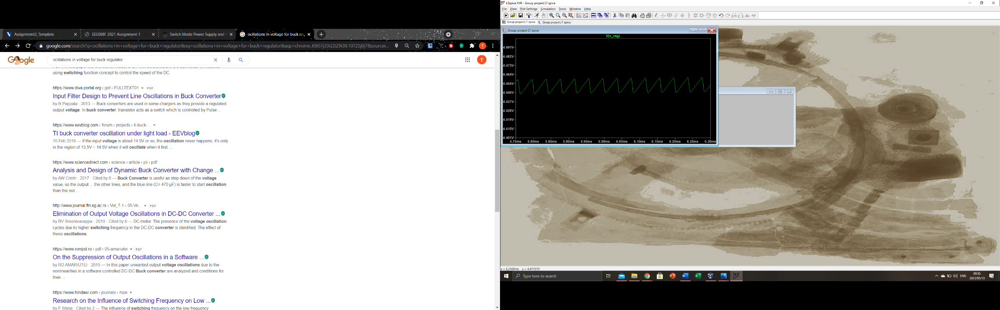 Assignment2_Template
EEE088F 2021 Assignment 1
Switch Mode Power Supply and
ocillations in voltage for buck re
google.com/search?q=ocillations+in+voltage+for+buck+regulator&oq=ocillations+in+voltage+for+buck+regulator&aqs=chrome..69i57j33i22i29i30.10725j0j7&sourcei...
T
Google
ocillations in voltage for buck regulator
T
using switching function concept to control the speed of the DC.
https://www.diva-portal.org › get › FULLTEXT01 PDF
Input Filter Design to Prevent Line Oscillations in Buck Converter
by R Pappala · 2013 — Buck converters are used in some chargers as they provide a regulated
output voltage. In buck converter, transistor acts as a switch which is controlled by Pulse ...
https://www.eevblog.com › forum › projects › ti-buck-...
TI buck converter oscillation under light load - EEVblog
15 Feb 2016 — If the input voltage is about 14.5V or so, the oscillation never happens, it's only
in the region of 13.5V ~ 14.5V when it will oscillate when it first ...
https://www.sciencedirect.com › science › article › pii › pdf
Analysis and Design of Dynamic Buck Converter with Change ...
by AW Cristri · 2017 · Cited by 8 — Buck Converter is useful as step down of the voltage
value, so the output ... the other lines, and the blue line (C= 470 μF) is faster to start oscillation
than the red ...
http://www.journal.ftn.kg.ac.rs › Vol_7-1 › 05-Ve... PDF
Elimination of Output Voltage Oscillations in DC-DC Converter ...
by BV Sreenivasappa · 2010 · Cited by 6 — DC motor. The presence of the voltage oscillation
cycles due to higher switching frequency in the DC-DC converter is identified. The effect of
these oscillations.
https://www.romjist.ro › pdf › 05-amariutei PDF
On the Suppression of Output Oscillations in a Software ...
by RD AMARIUTEI · 2015 — In this paper unwanted output voltage oscillations due to the
nonlinearities in a software controlled DC-DC Buck converter are analyzed and conditions for
their ...
https://www.hindawi.com › journals › mpe
Research on the Influence of Switching Frequency on Low ...
by F Wang · Cited by 2 — The influence of switching frequency on the low-frequency
LTspice XVII - Group project LT spice
File View Plot Settings Simulation Tools Window Help
Group project LT spice
Group project LT spice
Group project LT spice
V(v_reg)
4.491V
4.482V
4.473V
4.464V
4.455V
4.446V
4.437V
4.428V
4.419V
4.410V
4.401V
5.75ms 5.80ms 5.85ms 5.90ms 5.95ms 6.00ms 6.05ms 6.10ms 6.15ms 6.20ms 6.25ms 6.30ms
x = 6.2100ms y = 4.47157V
Type here to search
ENG
09:35
2021/05/13